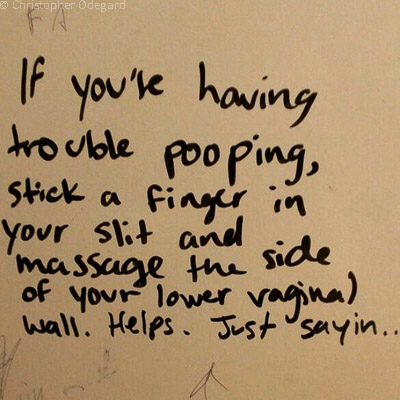 © Christopher Odegard
F A
If you're having
trouble pooping,
stick a finger in
your slit and
massage the side
of your lower vaginal
wall. Helps. Just sayin..